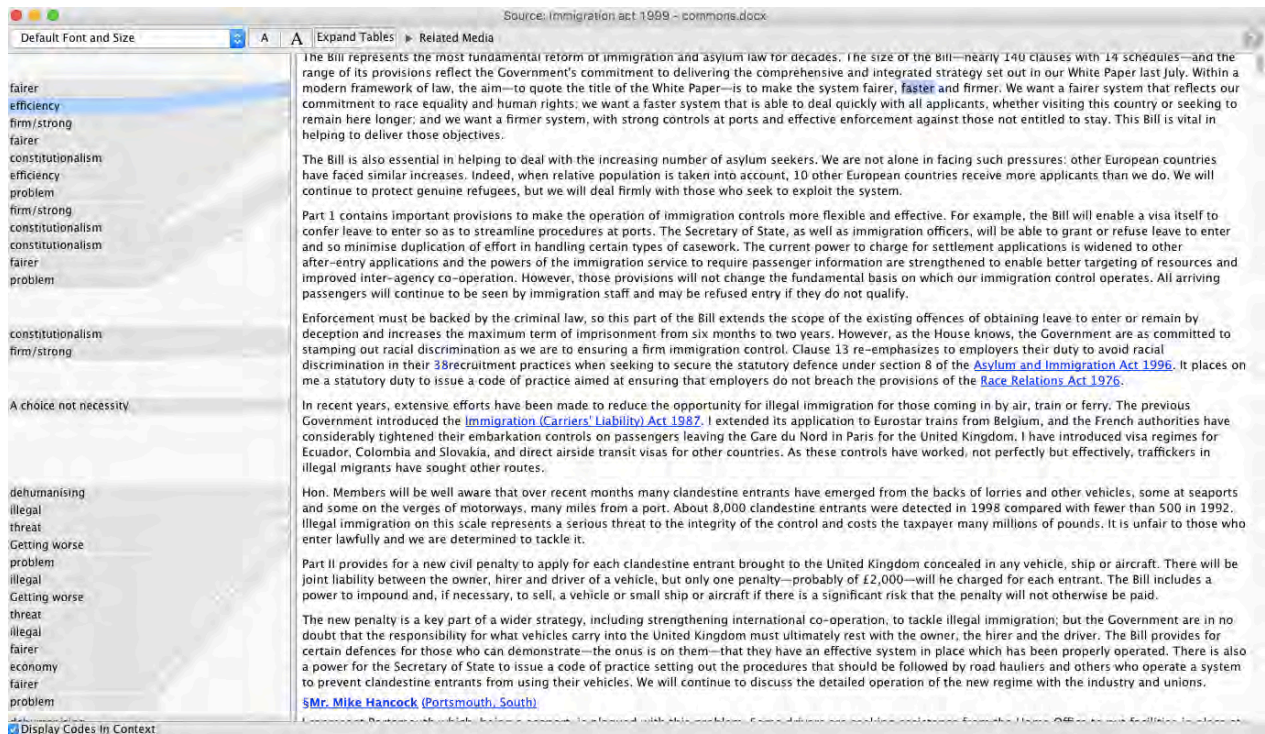 Source: Immigration act 1999 - commons.docx
Default Font and Size
A
A
Expand Tables
Related Media
fairer
efficiency
firm/strong
fairer
constitutionalism
efficiency
problem
firm/strong
constitutionalism
constitutionalism
fairer
problem
constitutionalism
firm/strong
A choice not necessity
dehumanising
illegal
threat
Getting worse
problem
illegal
Getting worse
threat
illegal
fairer
economy
fairer
problem
The Bill represents the most fundamental reform of immigration and asylum law for decades. The size of the Bill—nearly 140 clauses with 14 schedules—and the
range of its provisions reflect the Government's commitment to delivering the comprehensive and integrated strategy set out in our White Paper last July. Within a
modern framework of law, the aim—to quote the title of the White Paper—is to make the system fairer, faster and firmer. We want a fairer system that reflects our
commitment to race equality and human rights; we want a faster system that is able to deal quickly with all applicants, whether visiting this country or seeking to
remain here longer; and we want a firmer system, with strong controls at ports and effective enforcement against those not entitled to stay. This Bill is vital in
helping to deliver those objectives.
The Bill is also essential in helping to deal with the increasing number of asylum seekers. We are not alone in facing such pressures: other European countries
have faced similar increases. Indeed, when relative population is taken into account, 10 other European countries receive more applicants than we do. We will
continue to protect genuine refugees, but we will deal firmly with those who seek to exploit the system.
Part 1 contains important provisions to make the operation of immigration controls more flexible and effective. For example, the Bill will enable a visa itself to
confer leave to enter so as to streamline procedures at ports. The Secretary of State, as well as immigration officers, will be able to grant or refuse leave to enter
and so minimise duplication of effort in handling certain types of casework. The current power to charge for settlement applications is widened to other
after-entry applications and the powers of the immigration service to require passenger information are strengthened to enable better targeting of resources and
improved inter-agency co-operation. However, those provisions will not change the fundamental basis on which our immigration control operates. All arriving
passengers will continue to be seen by immigration staff and may be refused entry if they do not qualify.
Enforcement must be backed by the criminal law, so this part of the Bill extends the scope of the existing offences of obtaining leave to enter or remain by
deception and increases the maximum term of imprisonment from six months to two years. However, as the House knows, the Government are as committed to
stamping out racial discrimination as we are to ensuring a firm immigration control. Clause 13 re-emphasizes to employers their duty to avoid racial
discrimination in their 38recruitment practices when seeking to secure the statutory defence under section 8 of the Asylum and Immigration Act 1996. It places on
me a statutory duty to issue a code of practice aimed at ensuring that employers do not breach the provisions of the Race Relations Act 1976.
In recent years, extensive efforts have been made to reduce the opportunity for illegal immigration for those coming in by air, train or ferry. The previous
Government introduced the Immigration (Carriers' Liability) Act 1987. I extended its application to Eurostar trains from Belgium, and the French authorities have
considerably tightened their embarkation controls on passengers leaving the Gare du Nord in Paris for the United Kingdom. I have introduced visa regimes for
Ecuador, Colombia and Slovakia, and direct airside transit visas for other countries. As these controls have worked, not perfectly but effectively, traffickers in
illegal migrants have sought other routes.
Hon. Members will be well aware that over recent months many clandestine entrants have emerged from the backs of lorries and other vehicles, some at seaports
and some on the verges of motorways, many miles from a port. About 8,000 clandestine entrants were detected in 1998 compared with fewer than 500 in 1992.
Illegal immigration on this scale represents a serious threat to the integrity of the control and costs the taxpayer many millions of pounds. It is unfair to those who
enter lawfully and we are determined to tackle it.
Part II provides for a new civil penalty to apply for each clandestine entrant brought to the United Kingdom concealed in any vehicle, ship or aircraft. There will be
joint liability between the owner, hirer and driver of a vehicle, but only one penalty—probably of £2,000—will he charged for each entrant. The Bill includes a
power to impound and, if necessary, to sell, a vehicle or small ship or aircraft if there is a significant risk that the penalty will not otherwise be paid.
The new penalty is a key part of a wider strategy, including strengthening international co-operation, to tackle illegal immigration; but the Government are in no
doubt that the responsibility for what vehicles carry into the United Kingdom must ultimately rest with the owner, the hirer and the driver. The Bill provides for
certain defences for those who can demonstrate—the onus is on them—that they have an effective system in place which has been properly operated. There is also
a power for the Secretary of State to issue a code of practice setting out the procedures that should be followed by road hauliers and others who operate a system
to prevent clandestine entrants from using their vehicles. We will continue to discuss the detailed operation of the new regime with the industry and unions.
§Mr. Mike Hancock (Portsmouth, South)
Display Codes In Context